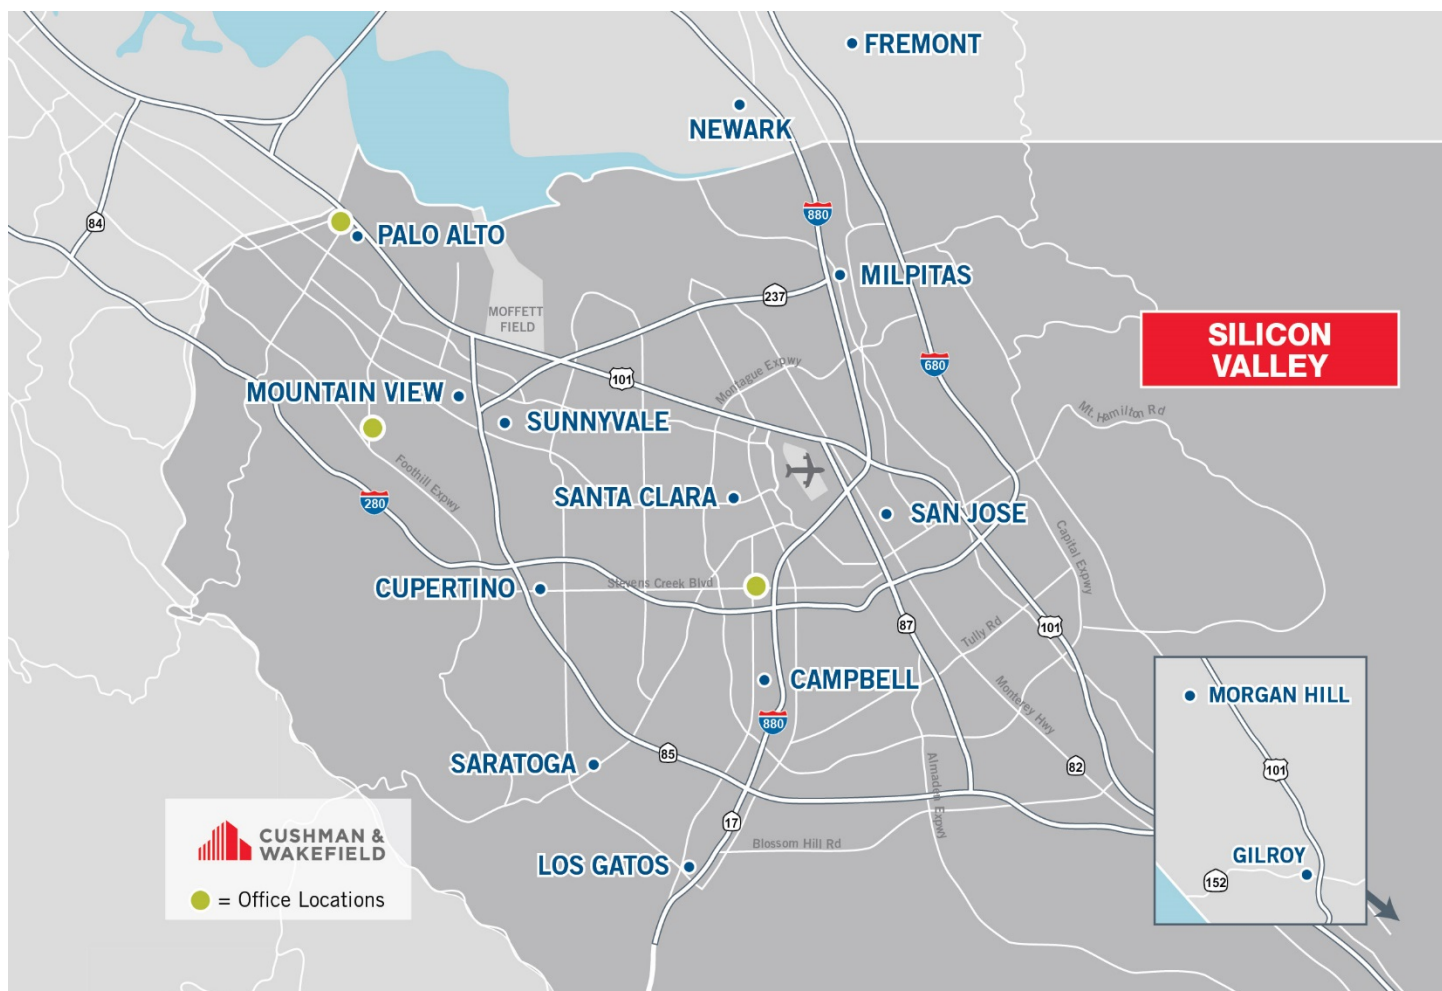 FREMONT
NEWARK
84
880
PALO ALTO
MILPITAS
237
MOFFETT
FIELD
SILICON
VALLEY
101
680
Montague Expwy
MOUNTAIN VIEW
SUNNYVALE
Mt. Hamilton Rd
Foothill Expwy
280
SANTA CLARA
SAN JOSE
Capital Expwy
CUPERTINO
Stevens Creek Blvd
87
Tully Rd
101
CAMPBELL
Monterey Hwy
880
MORGAN HILL
SARATOGA
85
82
101
Almaden Expwy
CUSHMAN &
WAKEFIELD
17
Blossom Hill Rd
LOS GATOS
GILROY
152
= Office Locations